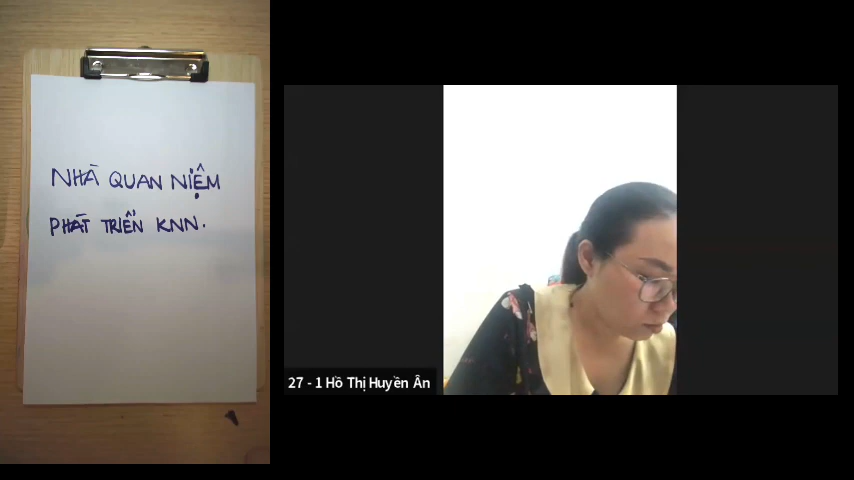 NHÀ QUAN NIỆM
PHÁT TRIỂN KNN.
27 - 1 Hồ Thị Huyền Ân